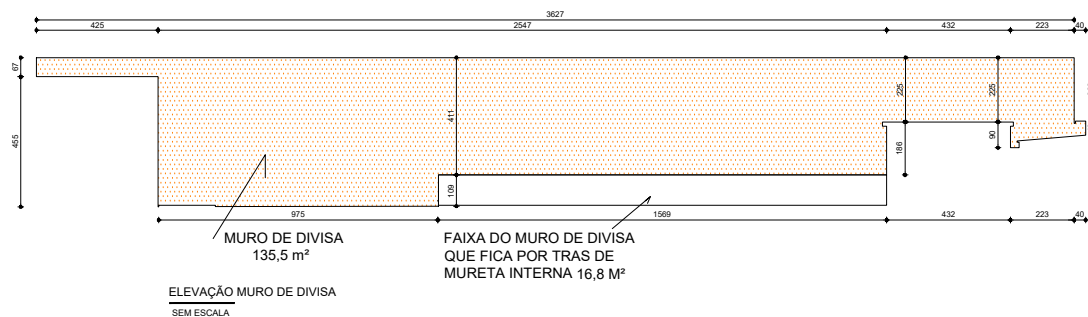 3627
425
2547
432
223
40
67
455
411
109
225
186
225
90
975
1569
432
223
40
MURO DE DIVISA
135,5 m²
FAIXA DO MURO DE DIVISA
QUE FICA POR TRAS DE
MURETA INTERNA 16,8 M²
ELEVAÇÃO MURO DE DIVISA
SEM ESCALA